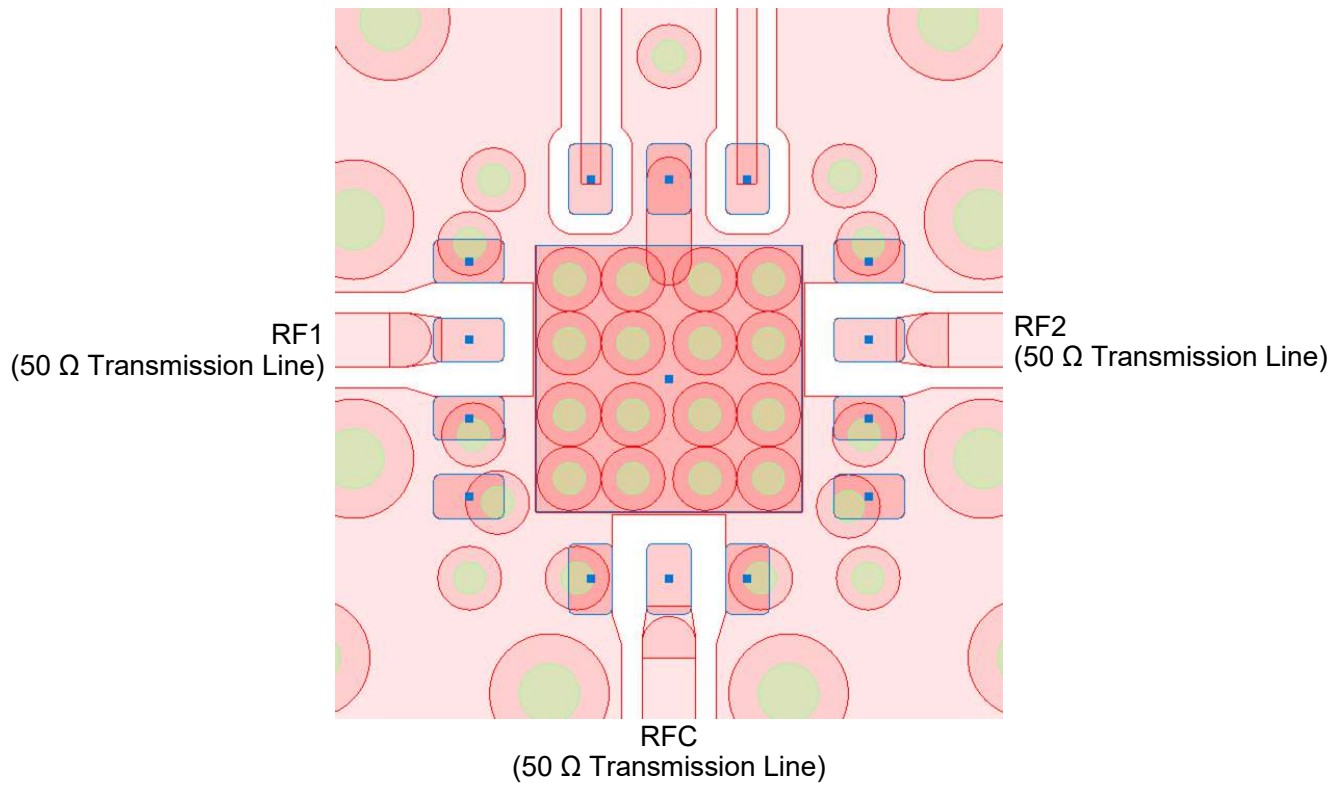 RF1
(50 Ω Transmission Line)
RF2
(50 Ω Transmission Line)
RFC
(50 Ω Transmission Line)